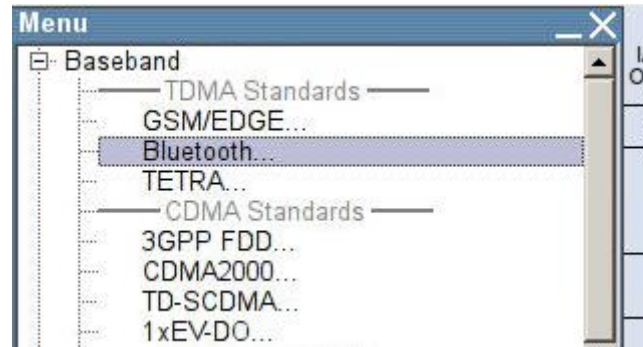 Menu
Baseband
TDMA Standards
GSM/EDGE...
Bluetooth...
TETRA...
CDMA Standards
3GPP FDD...
CDMA2000...
TD-SCDMA...
1xEV-DO...